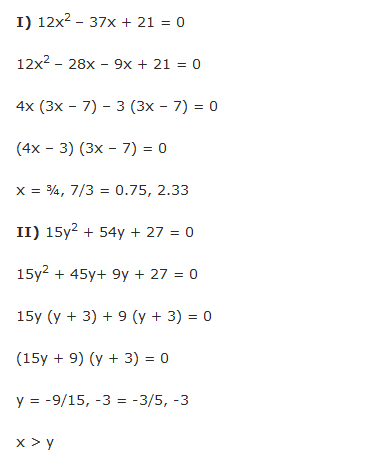 I) 12x² – 37x + 21 = 0
12x² – 28x – 9x + 21 = 0
4x (3x – 7) – 3 (3x – 7) = 0
(4x – 3) (3x – 7) = 0
x = ¾, 7/3 = 0.75, 2.33
II) 15y² + 54y + 27 = 0
15y² + 45y+ 9y + 27 = 0
15y (y + 3) + 9 (y + 3) = 0
(15y + 9) (y + 3) = 0
y = -9/15, -3 = -3/5, -3
x > y